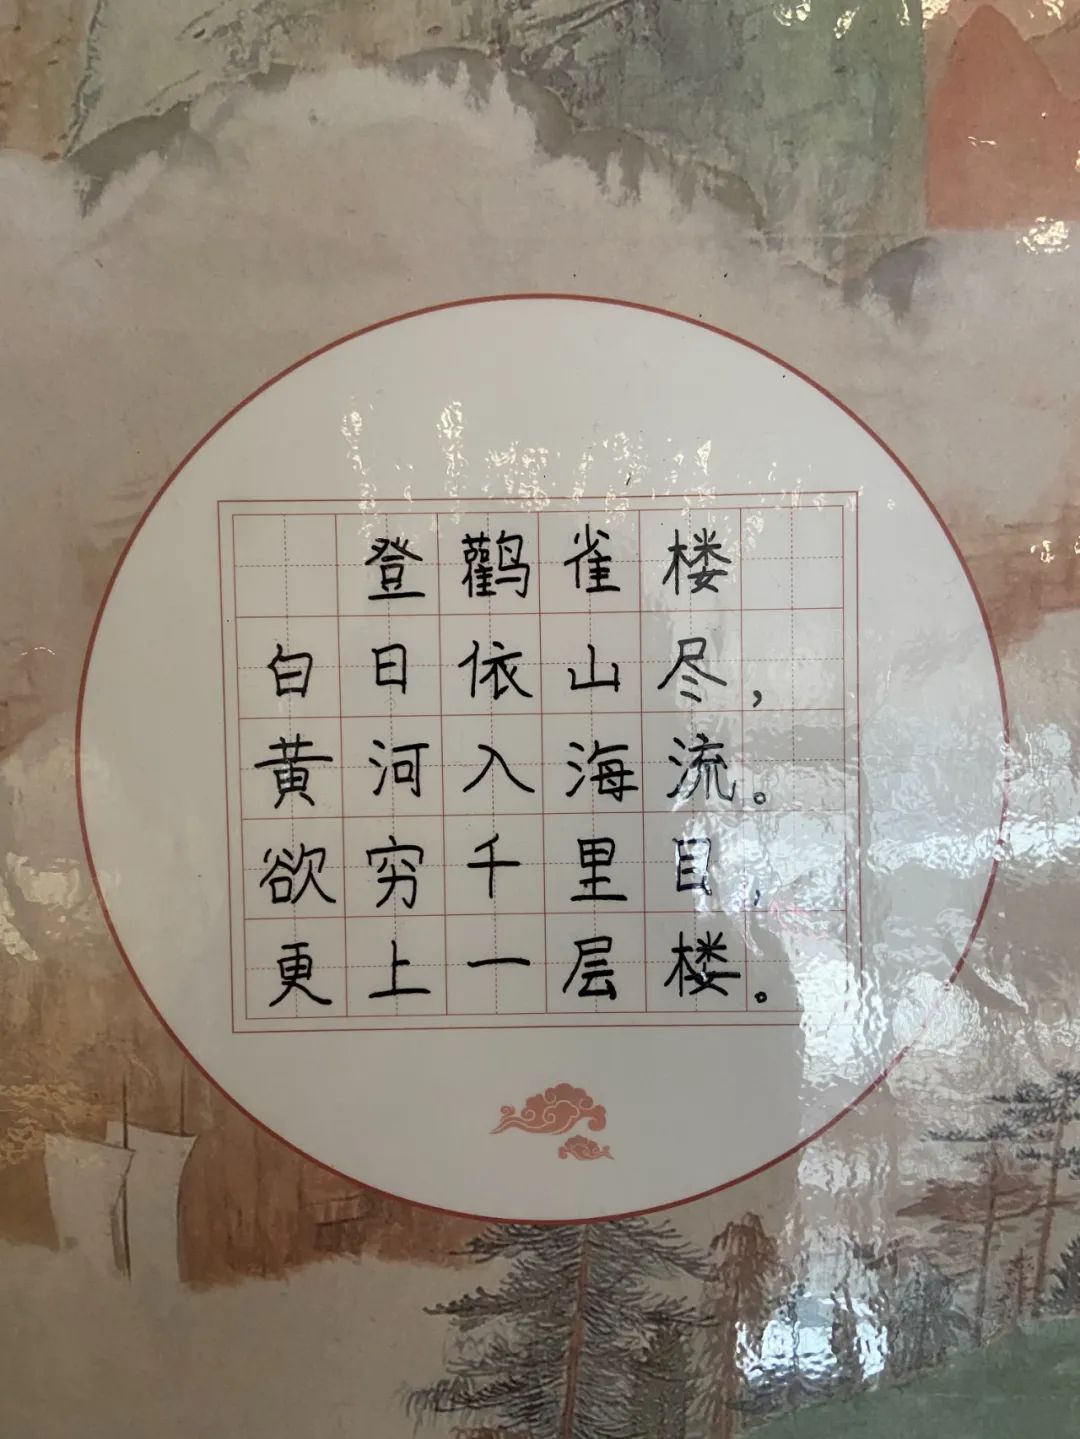 登鹳雀楼
白日依山尽，
黄河入海流。
欲穷千里目，
更上一层楼。